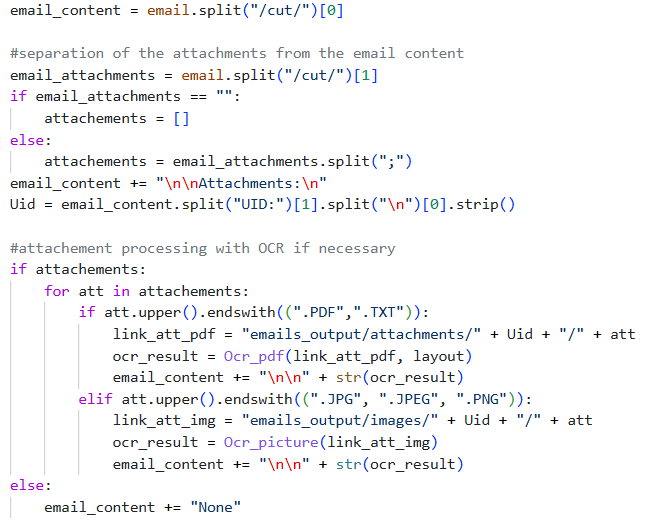 email_content = email.split("/cut/")[0]

#separation of the attachments from the email content
email_attachments = email.split("/cut/")[1]
if email_attachments == "":
    attachements = []
else:
    attachements = email_attachments.split(";")
email_content += "\n\nAttachments:\n"
Uid = email_content.split("UID:")[1].split("\n")[0].strip()

#attachement processing with OCR if necessary
if attachements:
    for att in attachements:
        if att.upper().endswith((".PDF",".TXT")):
            link_att_pdf = "emails_output/attachments/" + Uid + "/" + att
            ocr_result = Ocr_pdf(link_att_pdf, layout)
            email_content += "\n\n" + str(ocr_result)
        elif att.upper().endswith((".JPG", ".JPEG", ".PNG")):
            link_att_img = "emails_output/images/" + Uid + "/" + att
            ocr_result = Ocr_picture(link_att_img)
            email_content += "\n\n" + str(ocr_result)
else:
    email_content += "None"